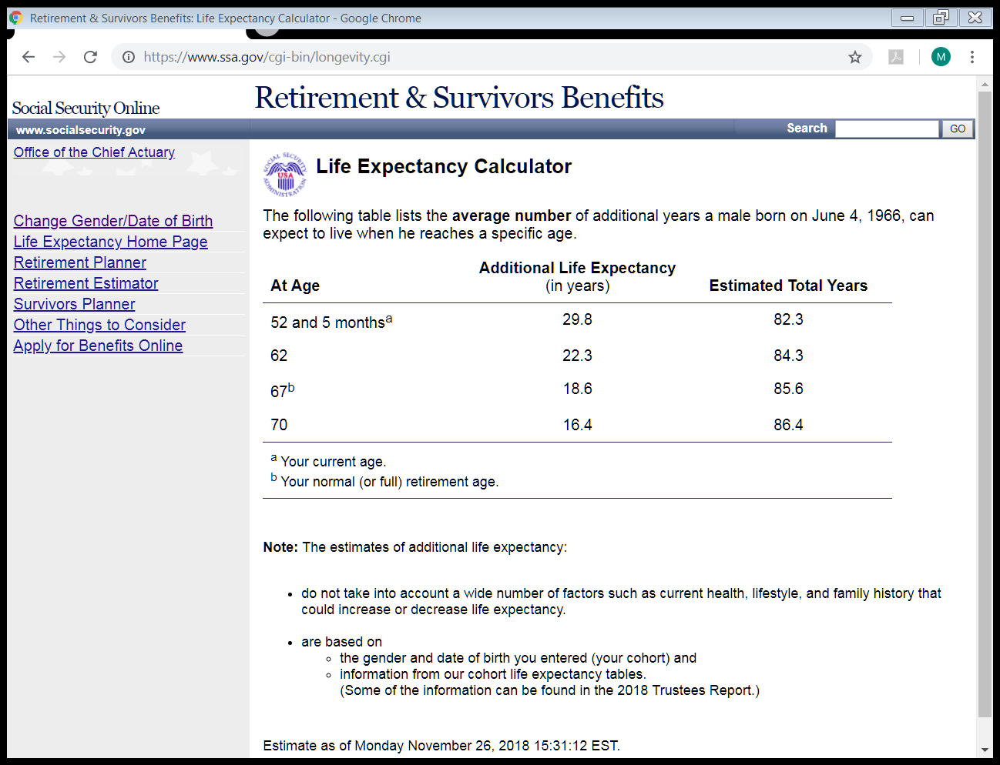 Retirement & Survivors Benefits: Life Expectancy Calculator - Google Chrome
https://www.ssa.gov/cgi-bin/longevity.cgi
M
Social Security Online
Retirement & Survivors Benefits
www.socialsecurity.gov
Search
GO
Office of the Chief Actuary
Change Gender/Date of Birth
Life Expectancy Home Page
Retirement Planner
Retirement Estimator
Survivors Planner
Other Things to Consider
Apply for Benefits Online
SOCIAL SECURITY ADMINISTRATION
USA
Life Expectancy Calculator
The following table lists the average number of additional years a male born on June 4, 1966, can
expect to live when he reaches a specific age.
At Age Additional Life Expectancy (in years) Estimated Total Years
52 and 5 months a 29.8 82.3
62 22.3 84.3
67 b 18.6 85.6
70 16.4 86.4
a Your current age.
b Your normal (or full) retirement age.
Note: The estimates of additional life expectancy:
• do not take into account a wide number of factors such as current health, lifestyle, and family history that
could increase or decrease life expectancy.
• are based on
◦ the gender and date of birth you entered (your cohort) and
◦ information from our cohort life expectancy tables.
(Some of the information can be found in the 2018 Trustees Report.)
Estimate as of Monday November 26, 2018 15:31:12 EST.